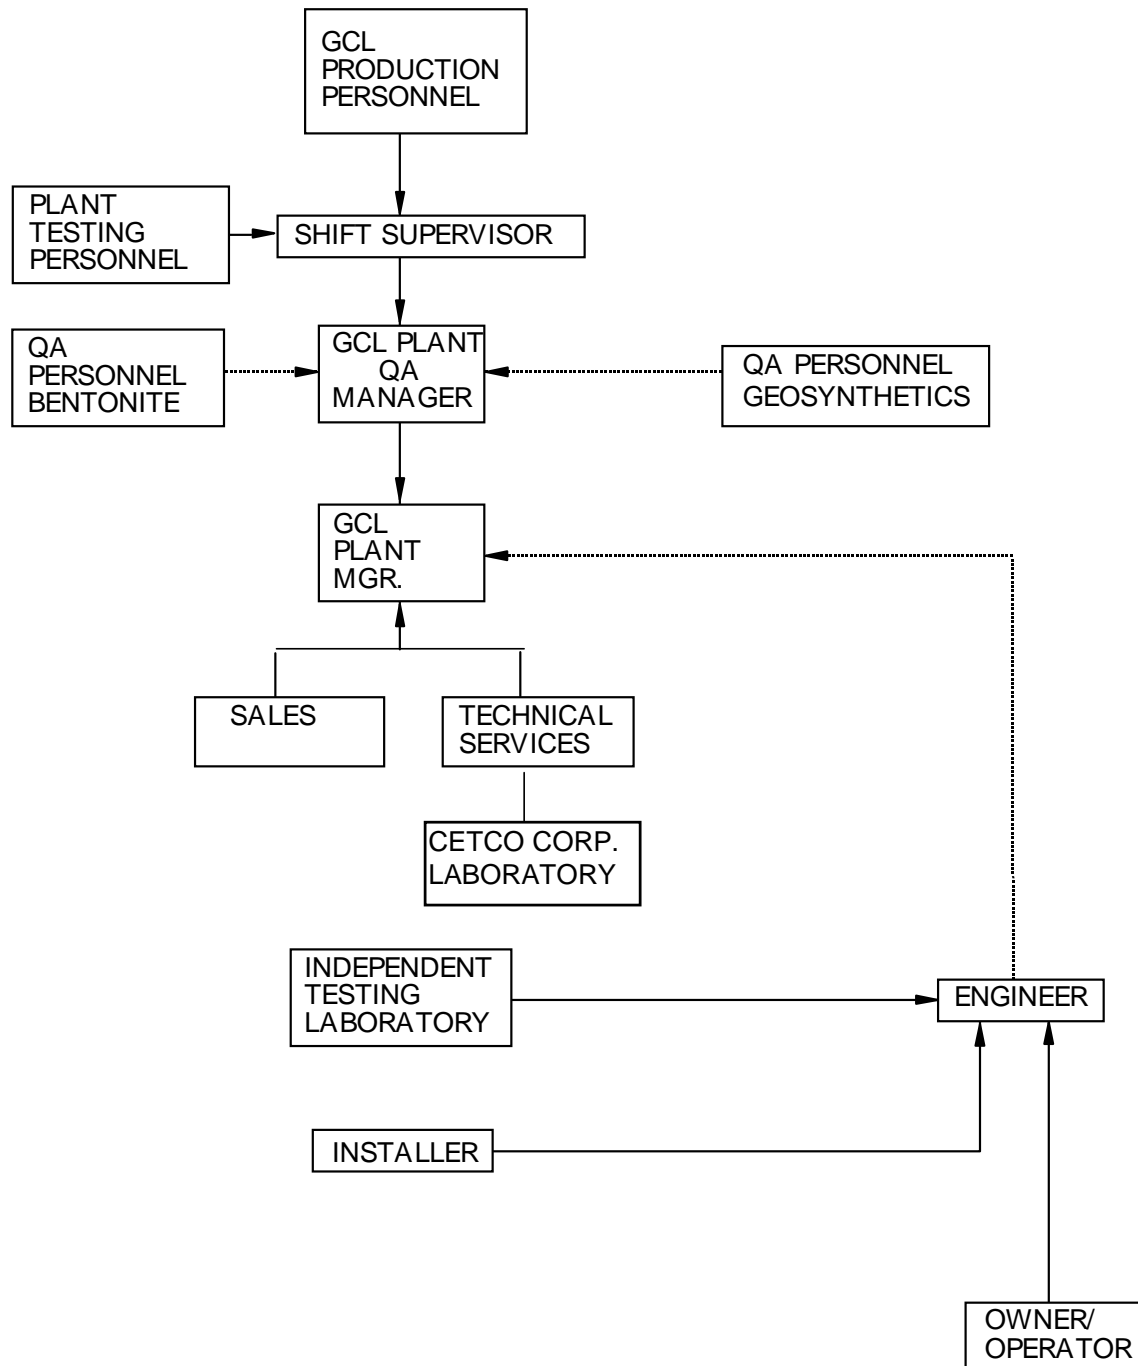 GCL
PRODUCTION
PERSONNEL
PLANT
TESTING
PERSONNEL
SHIFT SUPERVISOR
QA
PERSONNEL
BENTONITE
GCL PLANT
QA
MANAGER
QA PERSONNEL
GEOSYNTHETICS
GCL
PLANT
MGR.
SALES
TECHNICAL
SERVICES
CETCO CORP.
LABORATORY
INDEPENDENT
TESTING
LABORATORY
ENGINEER
INSTALLER
OWNER/
OPERATOR